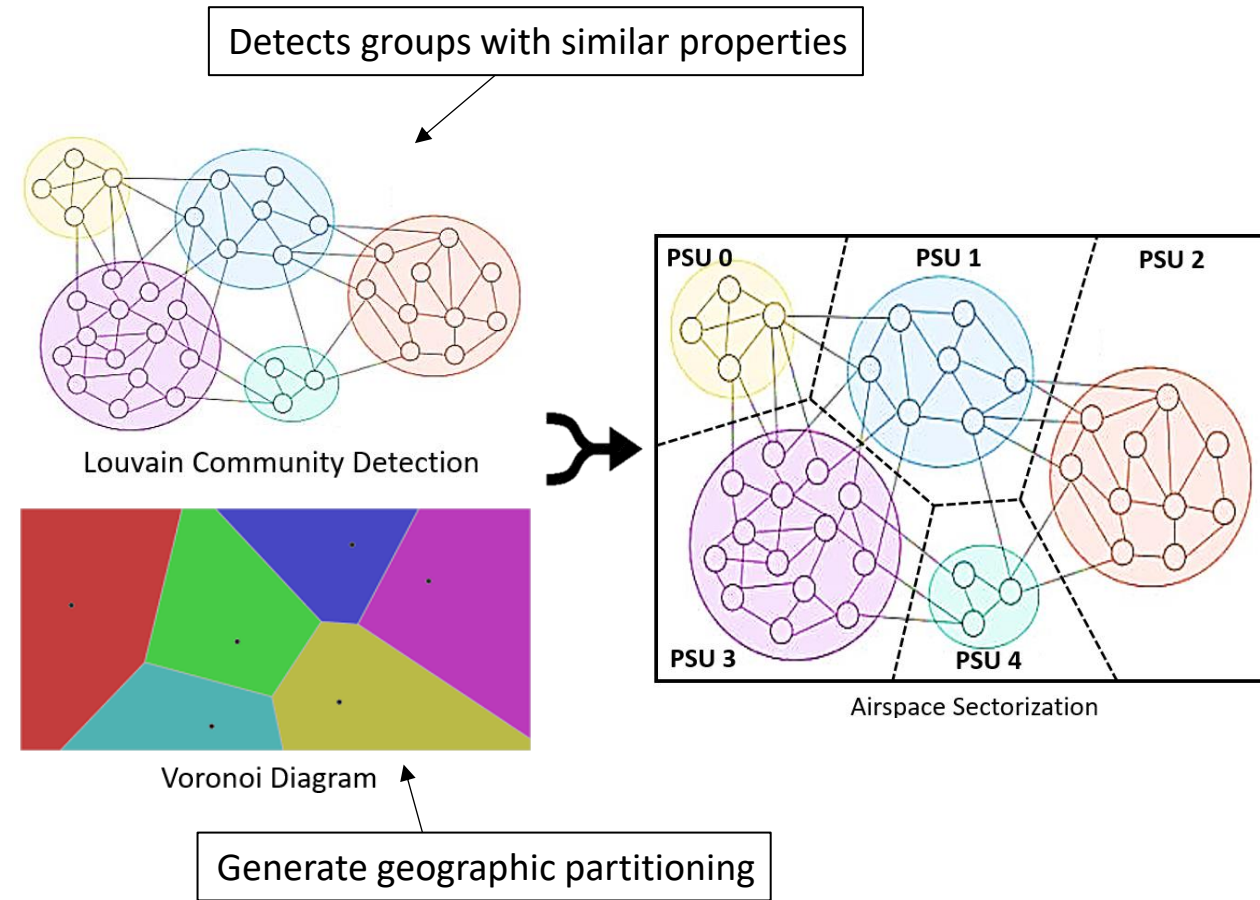 Detects groups with similar properties
Louvain Community Detection
PSU 0
PSU 1
PSU 2
PSU 3
PSU 4
Airspace Sectorization
Voronoi Diagram
Generate geographic partitioning